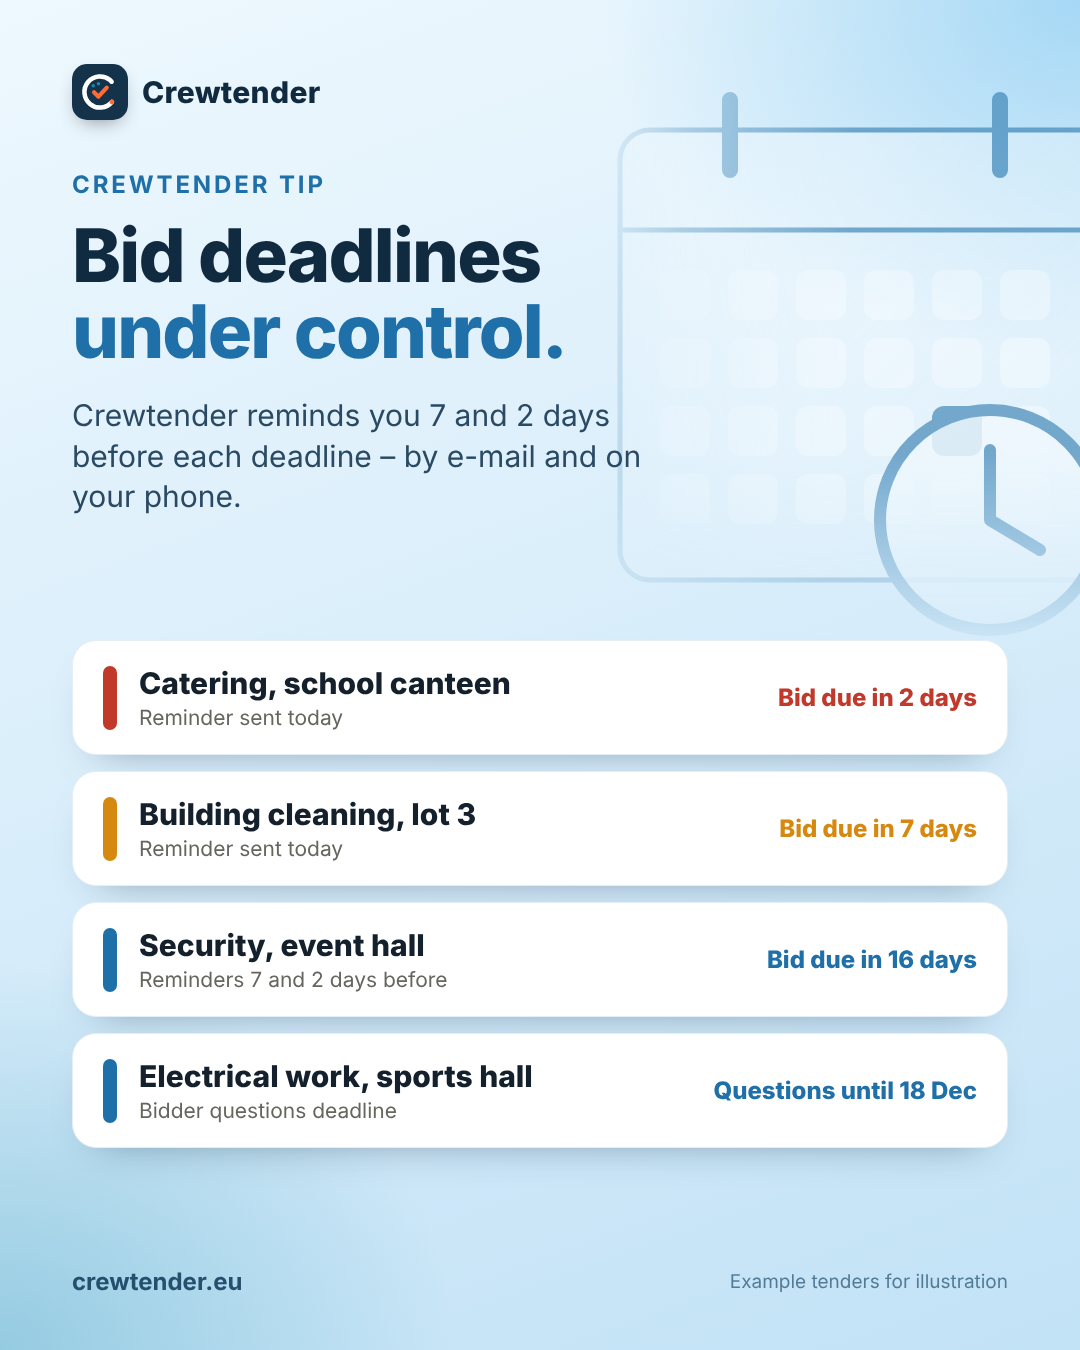 Crewtender
CREWTENDER TIP
Bid deadlines
under control.
Crewtender reminds you 7 and 2 days
before each deadline – by e-mail and on
your phone.
Catering, school canteen
Reminder sent today
Bid due in 2 days
Building cleaning, lot 3
Reminder sent today
Bid due in 7 days
Security, event hall
Reminders 7 and 2 days before
Bid due in 16 days
Electrical work, sports hall
Bidder questions deadline
Questions until 18 Dec
crewtender.eu
Example tenders for illustration